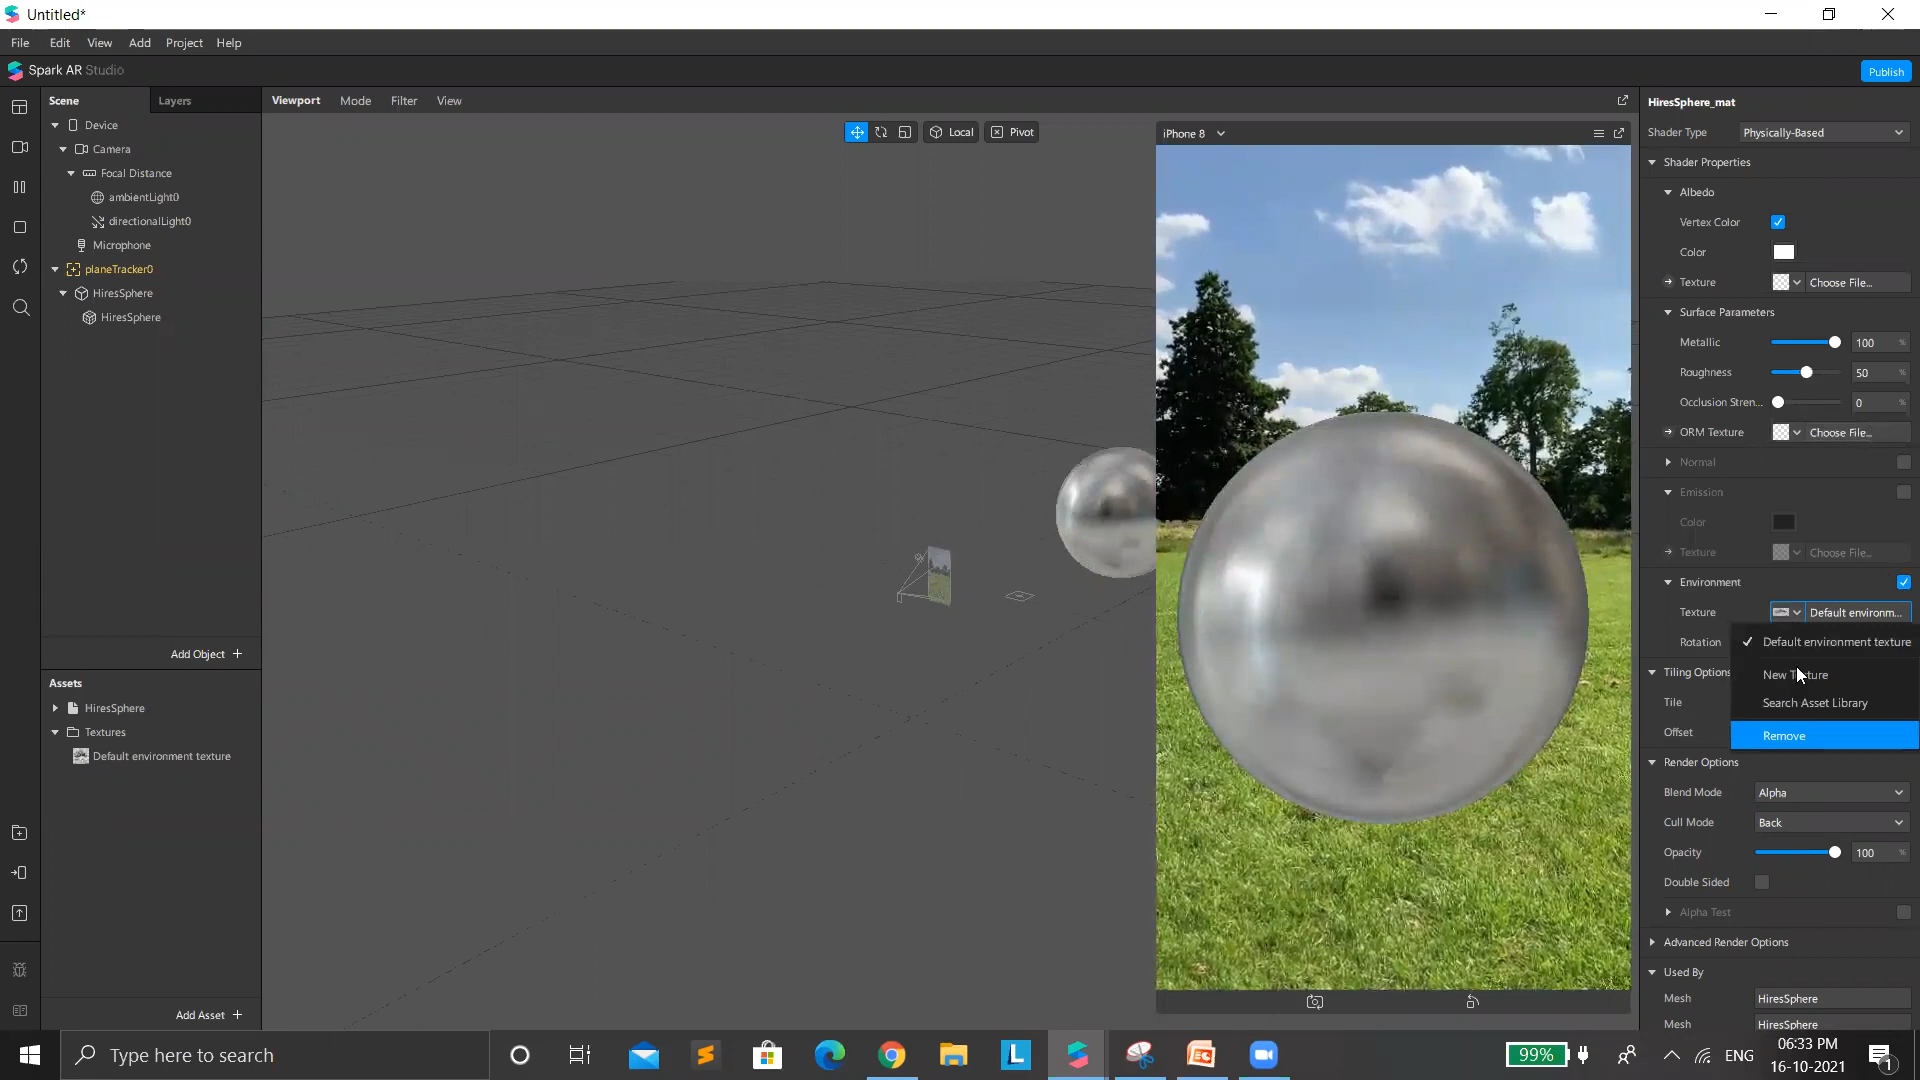 Untitled*
File Edit View Add Project Help
Spark AR Studio
Publish
Scene Layers
Device
Camera
Focal Distance
ambientLight0
directionalLight0
Microphone
planeTracker0
HiresSphere
HiresSphere
Add Object +
Assets
HiresSphere
Textures
Default environment texture
Add Asset +
Viewport Mode Filter View
Local Pivot
iPhone 8
HiresSphere_mat
Shader Type Physically-Based
Shader Properties
Albedo
Vertex Color
Color
Texture Choose File...
Surface Parameters
Metallic 100 %
Roughness 50 %
Occlusion Stren... 0 %
ORM Texture Choose File...
Normal
Emission
Color
Texture Choose File...
Environment
Texture Default environm...
Rotation
Default environment texture
New Texture
Search Asset Library
Remove
Tiling Options
Tile
Offset
Render Options
Blend Mode Alpha
Cull Mode Back
Opacity 100 %
Double Sided
Alpha Test
Advanced Render Options
Used By
Mesh HiresSphere
Mesh HiresSphere
Type here to search
99%
ENG
06:33 PM
16-10-2021
1